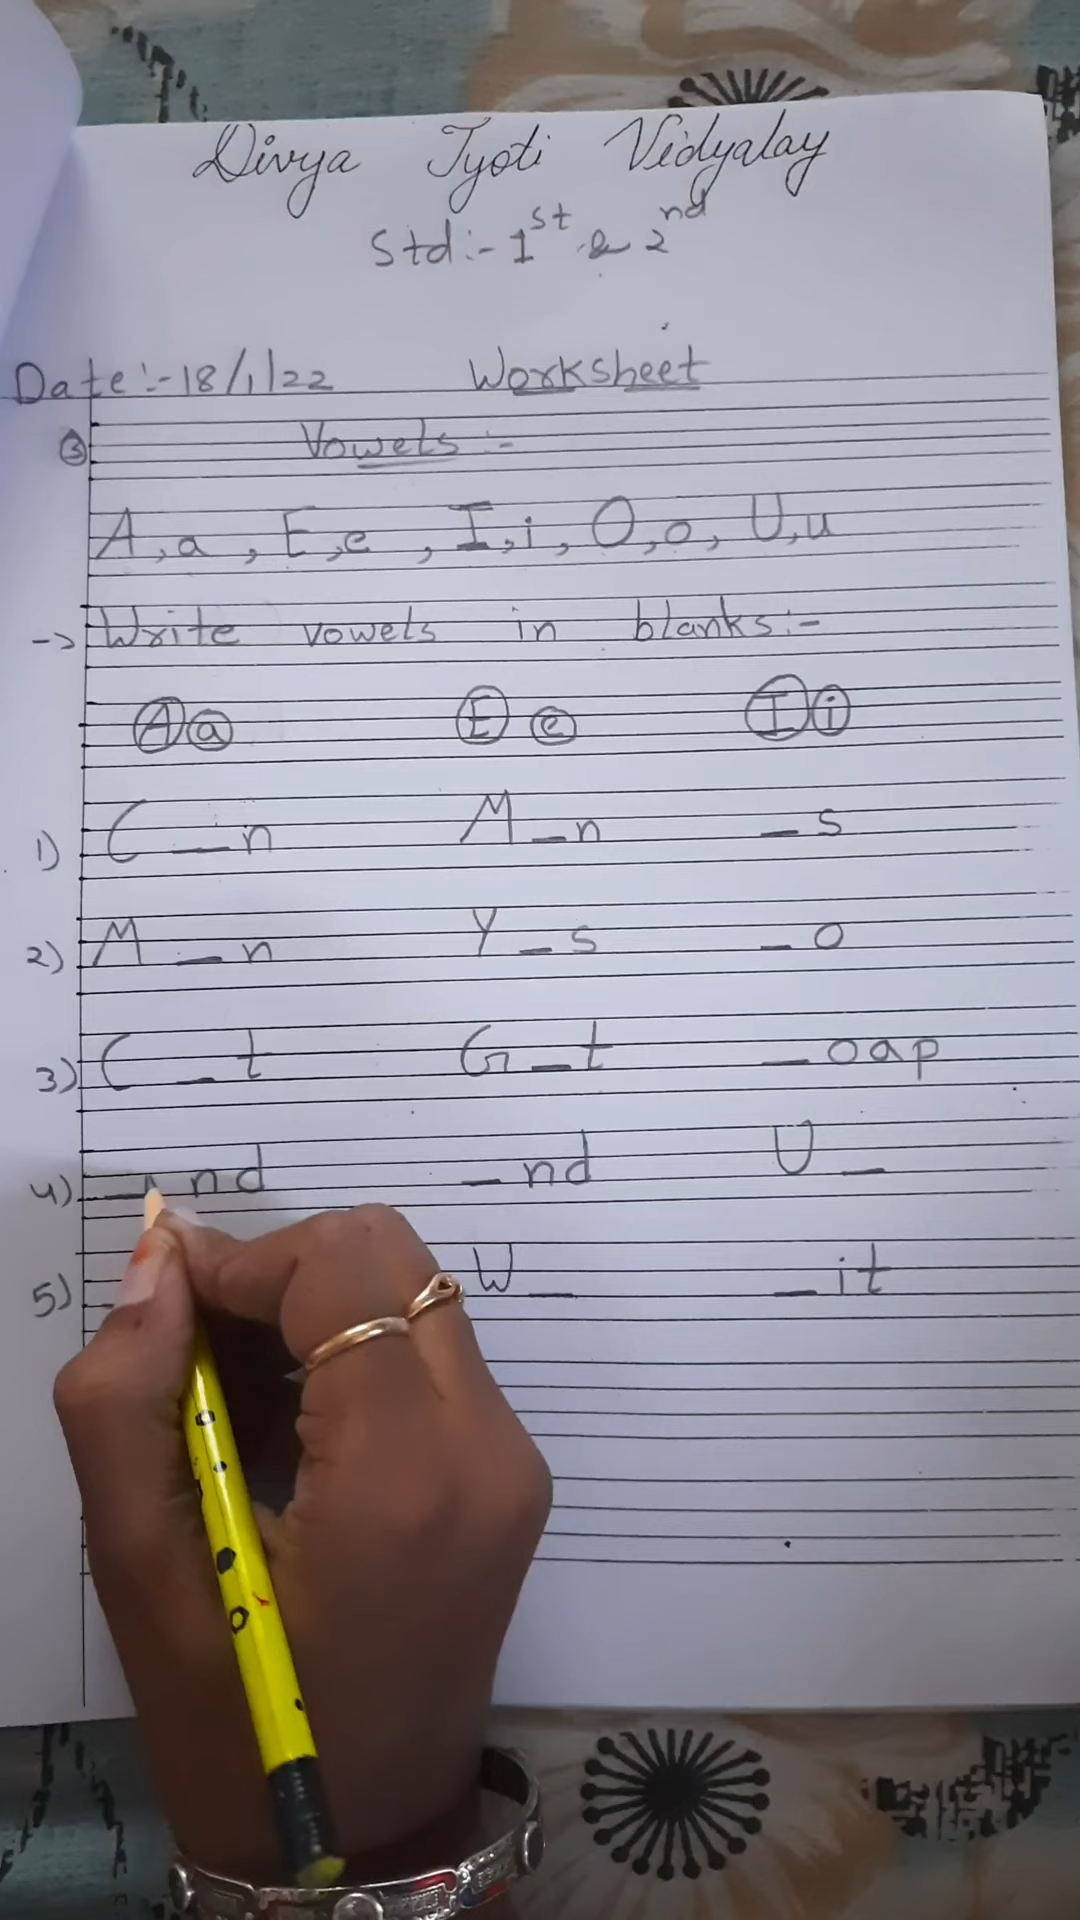 Divya Jyoti Vidyalay
Std:- 1st & 2nd
Date:- 18/1/22 Worksheet
③ Vowels :-
A, a, E, e, I, i, O, o, U, u
-> Write vowels in blanks:-
A a E e I i
1) C _ n M _ n _ s
2) M _ n Y _ s _ o
3) C _ t G _ t _ oap
4) _ nd _ nd U _
5) W _ _ it